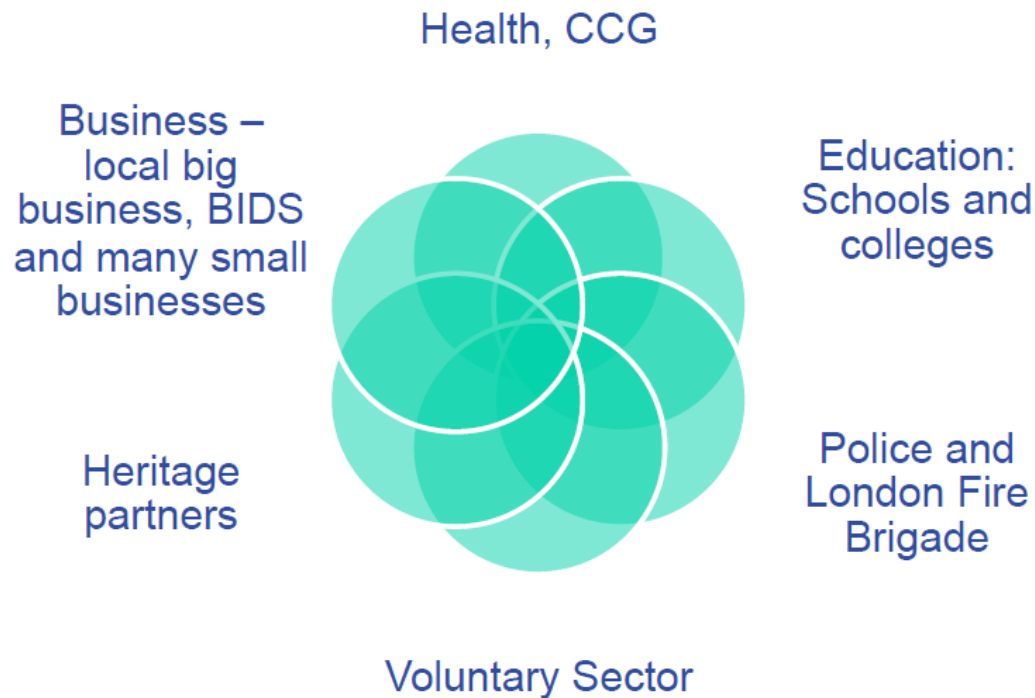 Health, CCG
Business –
local big
business, BIDS
and many small
businesses
Education:
Schools and
colleges
Heritage
partners
Police and
London Fire
Brigade
Voluntary Sector